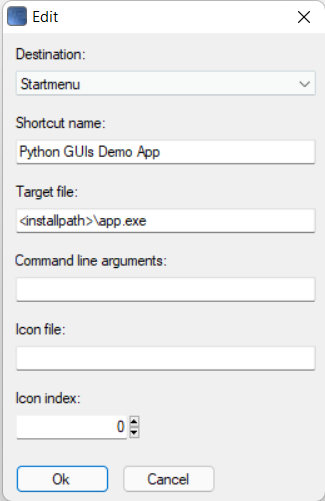 Edit
Destination:
Startmenu
Shortcut name:
Python GUIs Demo App
Target file:
<installpath>\app.exe
Command line arguments:
Icon file:
Icon index:
0
Ok Cancel